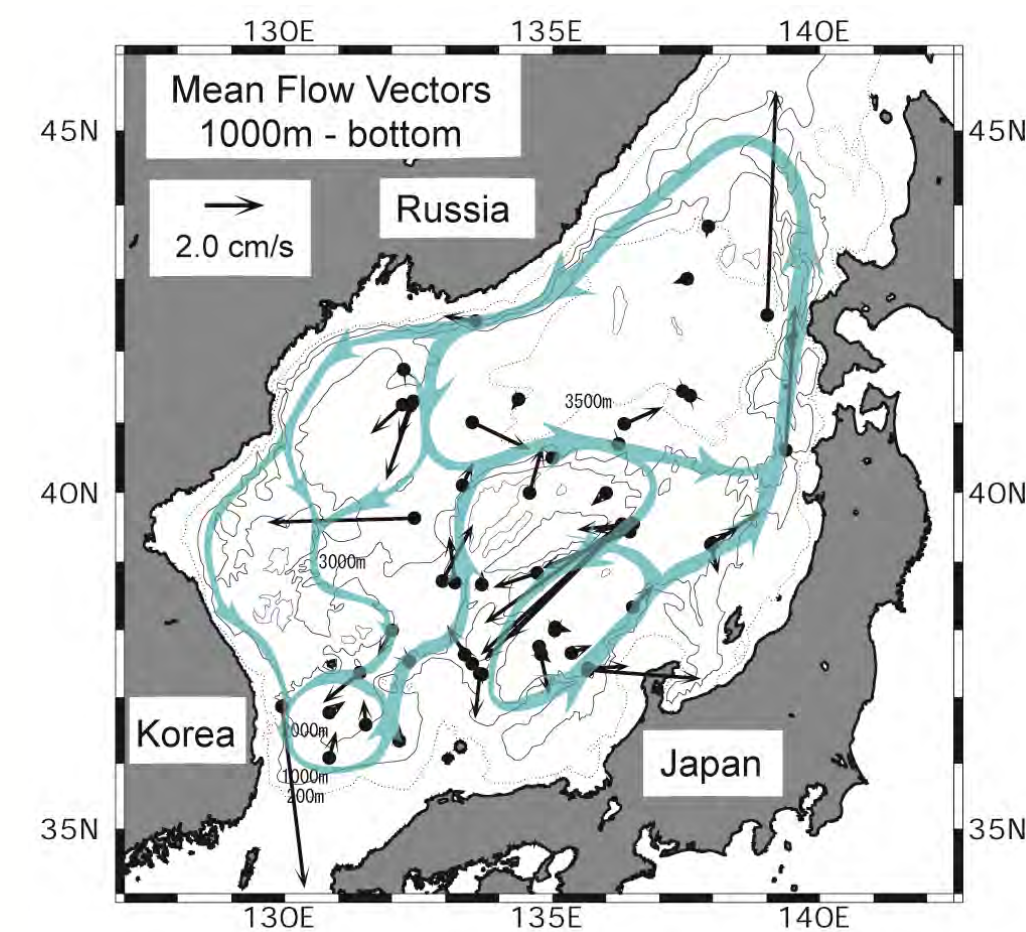 130E 135E 140E
Mean Flow Vectors
1000m - bottom
45N 45N
Russia
2.0 cm/s
3500m
40N 40N
3000m
Korea
Japan
1000m
200m
35N 35N
130E 135E 140E